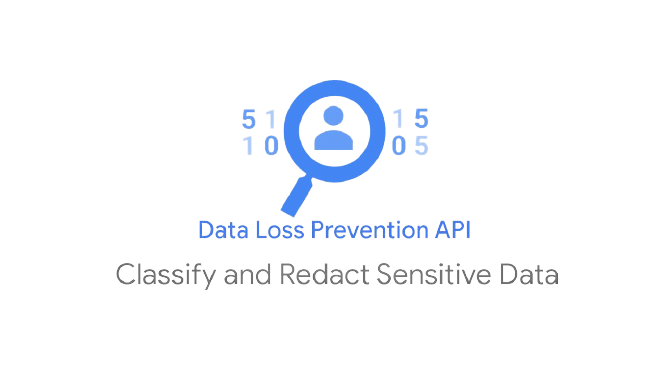 51 15
10 05
Data Loss Prevention API
Classify and Redact Sensitive Data